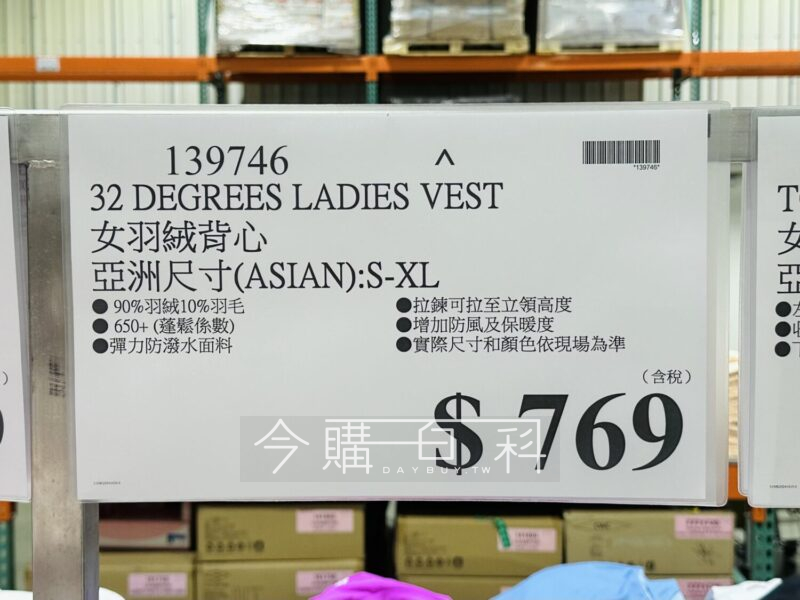 139746 ^
*139746*
32 DEGREES LADIES VEST
女羽絨背心
亞洲尺寸(ASIAN):S-XL
●90%羽絨10%羽毛
●650+(蓬鬆係數)
●彈力防潑水面料
●拉鍊可拉至立領高度
●增加防風及保暖度
●實際尺寸和顏色依現場為準
（含稅）
$ 769
今購百科
DAYBUY.TW
T
女
亞